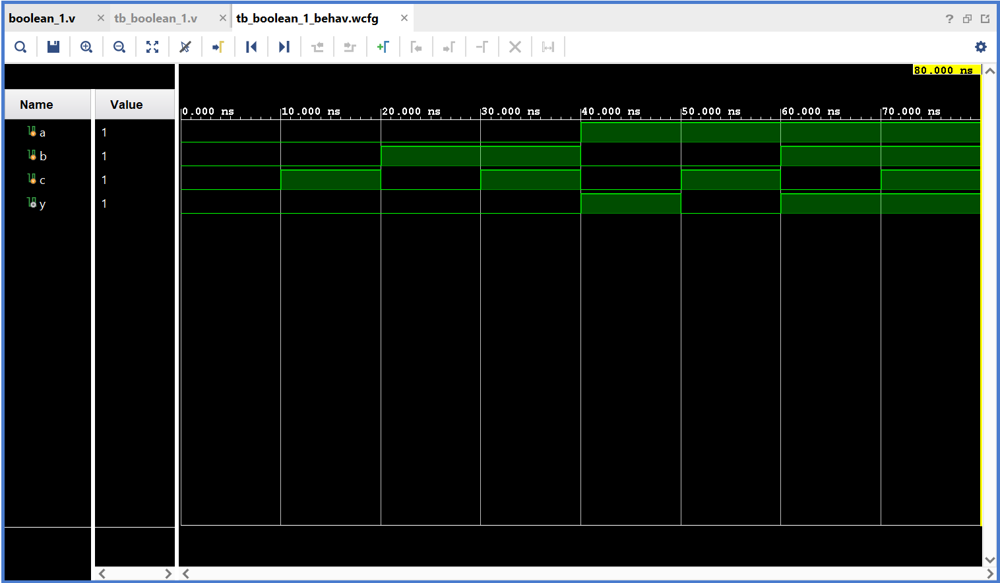 boolean_1.v × tb_boolean_1.v × tb_boolean_1_behav.wcfg × ?
80.000 ns
Name Value
0.000 ns 10.000 ns 20.000 ns 30.000 ns 40.000 ns 50.000 ns 60.000 ns 70.000 ns
a 1
b 1
c 1
y 1